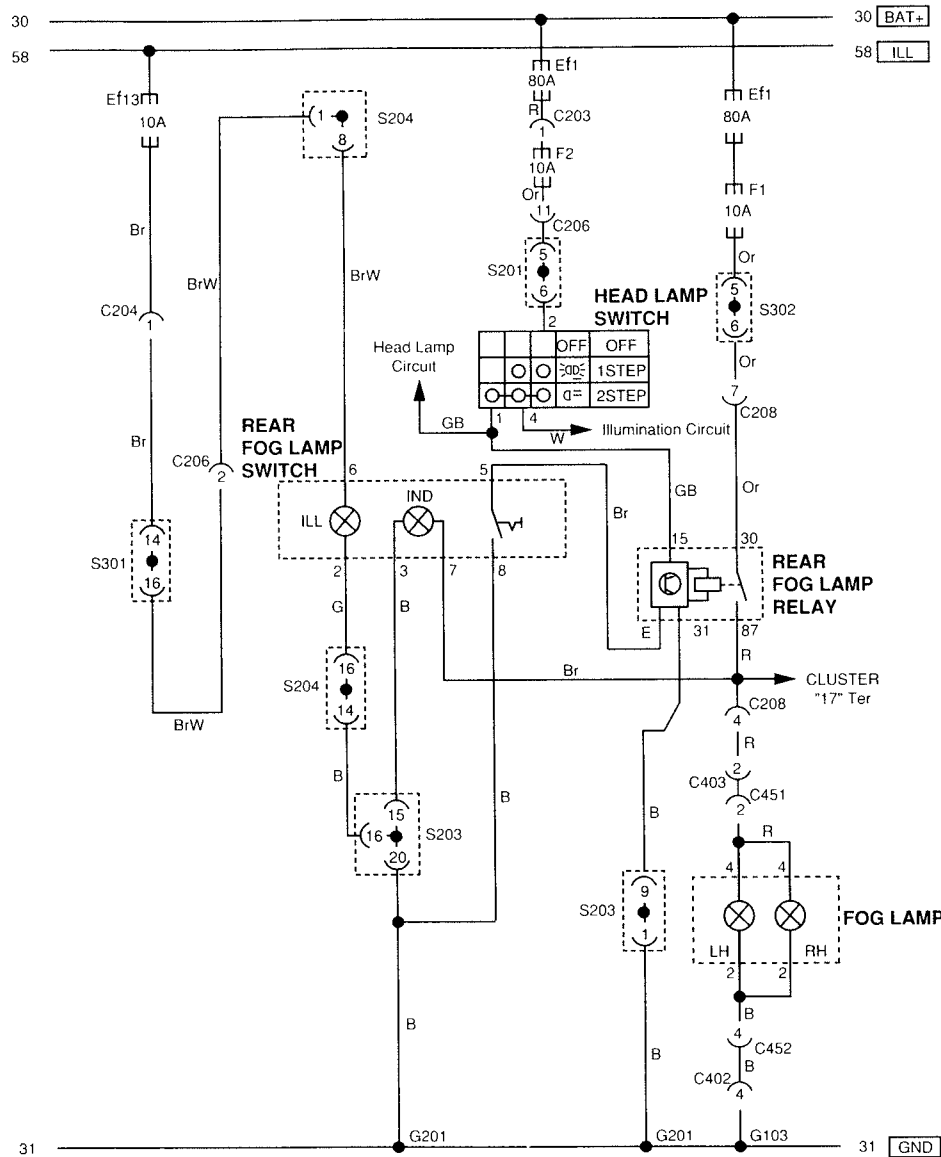 30
30 BAT+
58
58 ILL
Ef13
10A
1
8
S204
Ef1
80A
R
C203
1
F2
10A
Or
11
C206
5
S201
6
2
Ef1
80A
F1
10A
Or
5
S302
6
Or
7
C208
Br
BrW
BrW
C204
1
HEAD LAMP
SWITCH
OFF OFF
1STEP
2STEP
Head Lamp
Circuit
GB
1
4
W
Illumination Circuit
Br
C206
2
REAR
FOG LAMP
SWITCH
6
5
ILL
IND
2
3
7
8
Br
GB
Or
15
30
REAR
FOG LAMP
RELAY
E
31
87
14
S301
16
BrW
G
B
16
S204
14
B
15
16
S203
20
B
Br
R
CLUSTER
"17" Ter
C208
4
R
2
C403
C451
2
R
4
4
FOG LAMP
LH
RH
2
2
B
4
C452
B
C402
4
B
9
S203
1
B
B
31
G201
G201
G103
31 GND